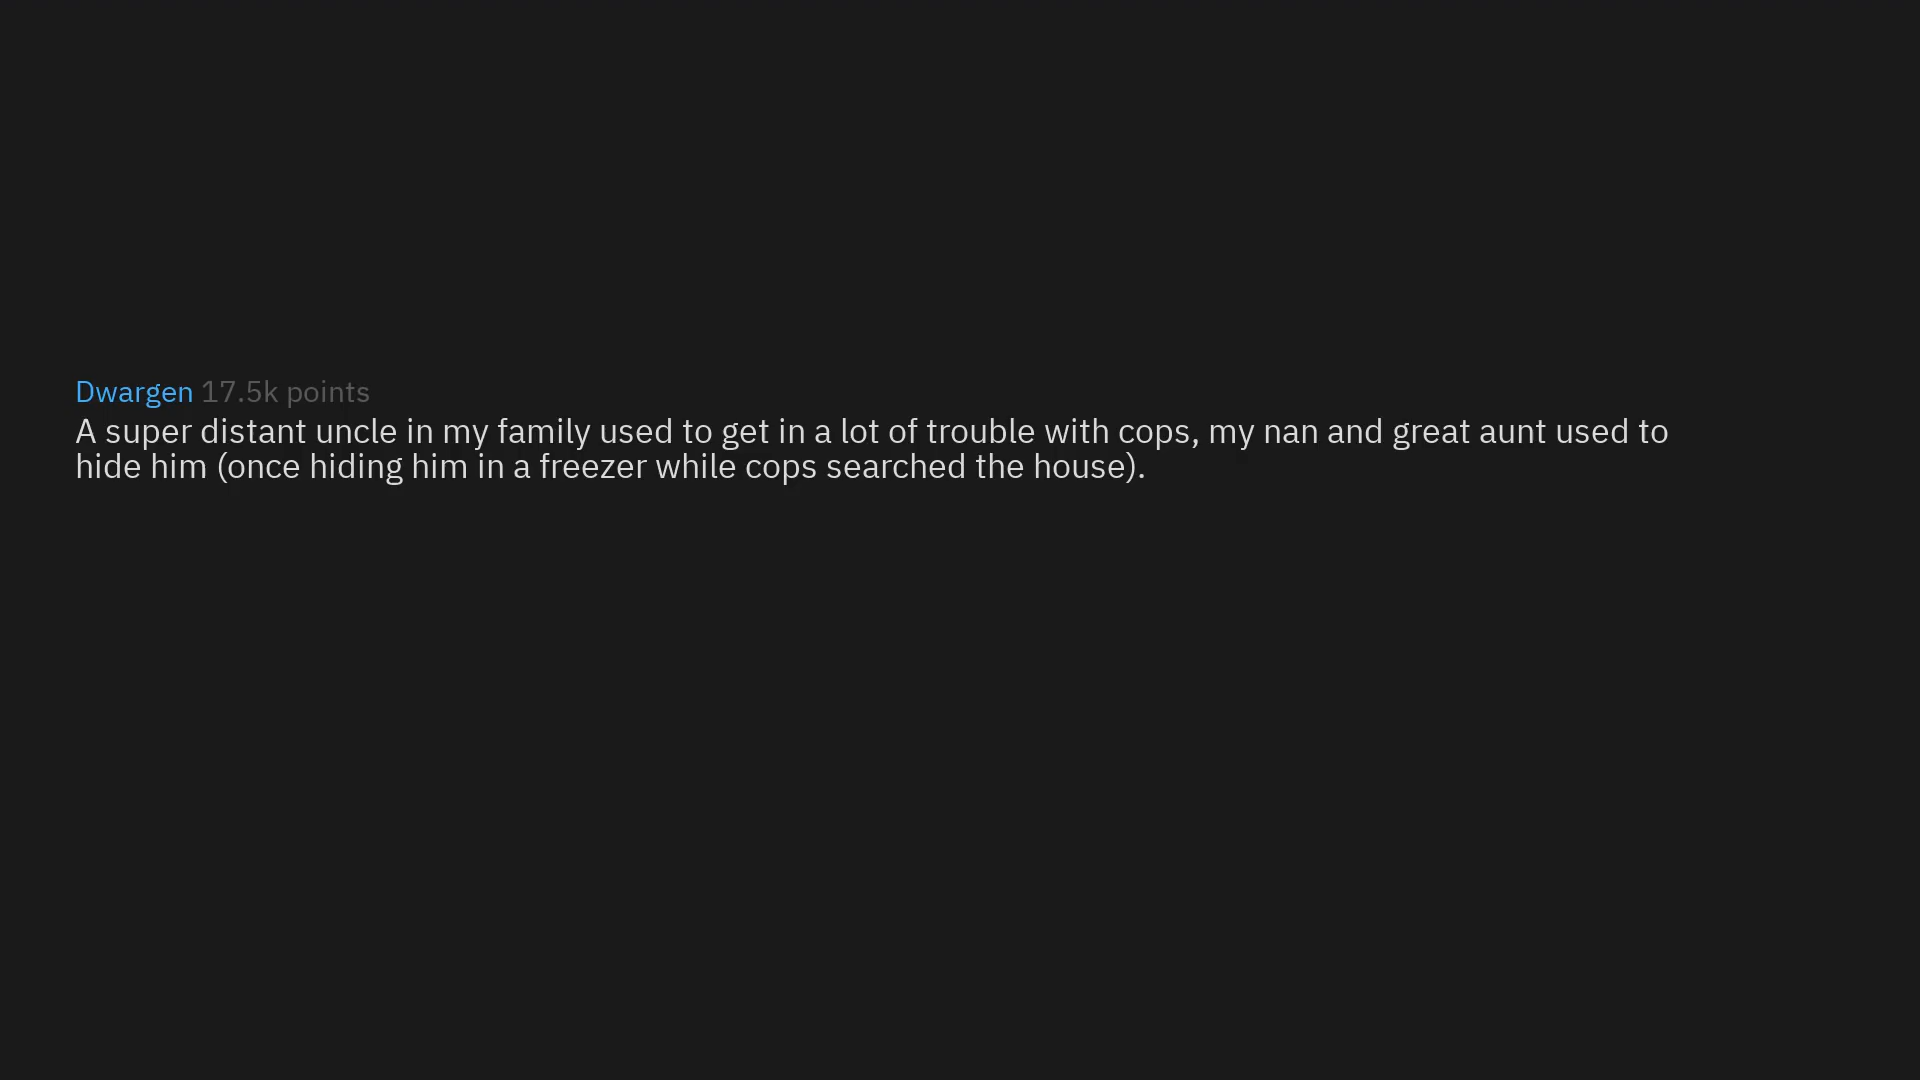 Dwargen 17.5k points
A super distant uncle in my family used to get in a lot of trouble with cops, my nan and great aunt used to
hide him (once hiding him in a freezer while cops searched the house).